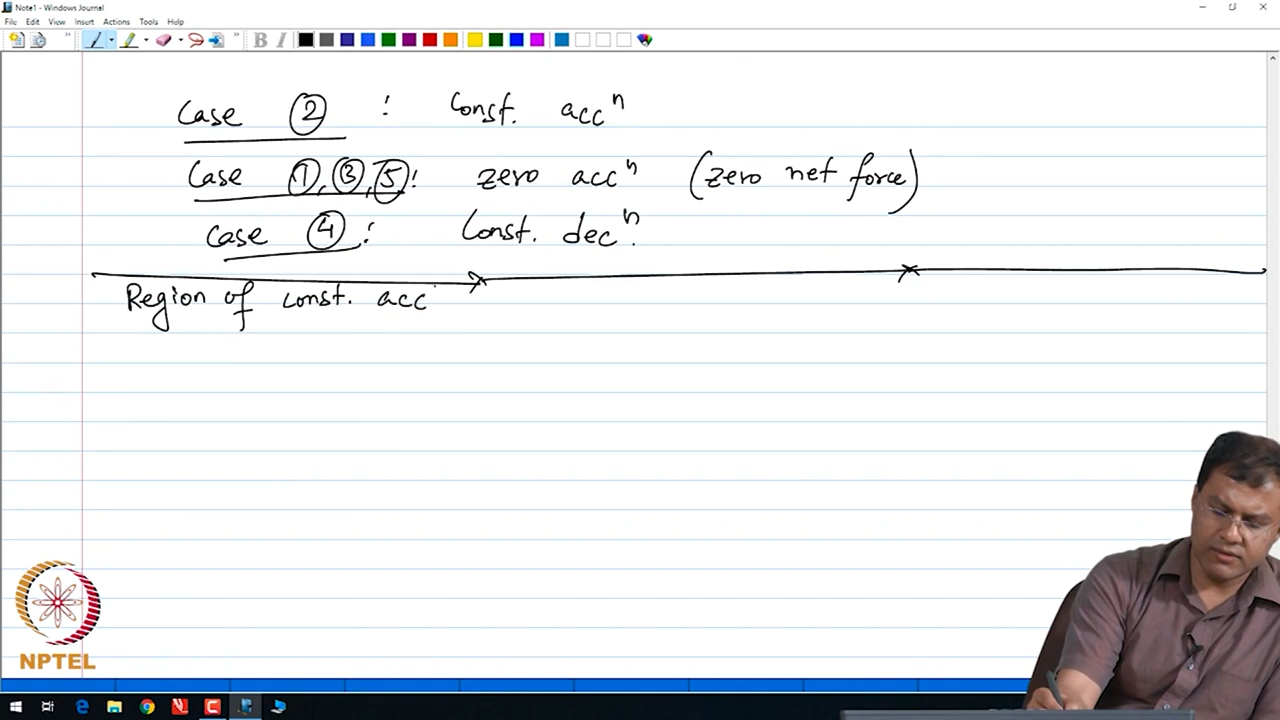 Note1 - Windows Journal
File Edit View Insert Actions Tools Help
B I
Case ② : Const. accⁿ
Case ①, ③, ⑤ : zero accⁿ (zero net force)
Case ④ : Const. decⁿ.
Region of const. acc
NPTEL